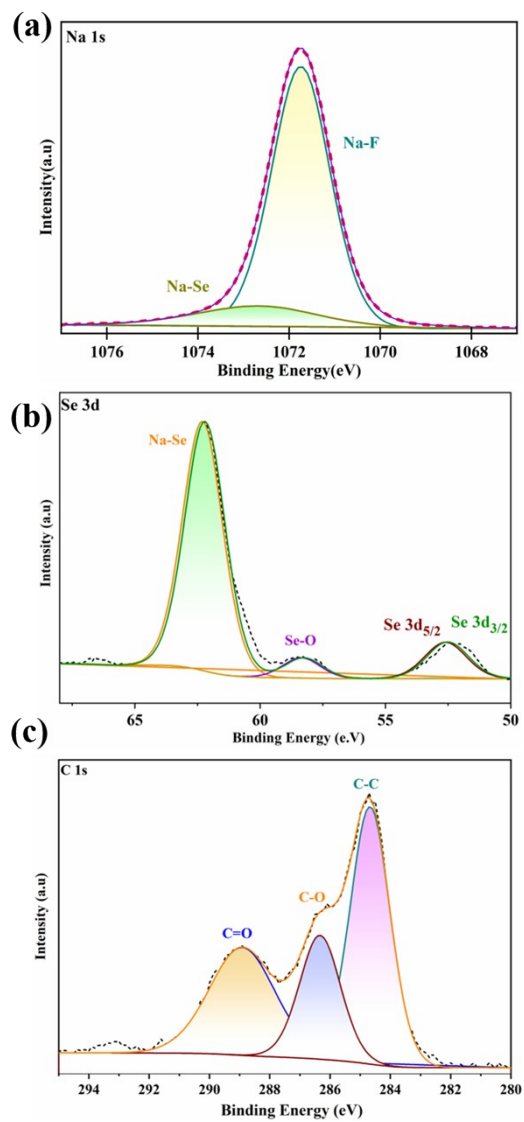 (a)
Na 1s
Na-F
Na-Se
Intensity(a.u)
1076 1074 1072 1070 1068
Binding Energy(eV)
(b)
Se 3d
Na-Se
Se-O
Se 3d5/2
Se 3d3/2
Intensity (a.u)
65 60 55 50
Binding Energy (e.V)
(c)
C 1s
C-C
C-O
C=O
Intensity (a.u)
294 292 290 288 286 284 282 280
Binding Energy (eV)